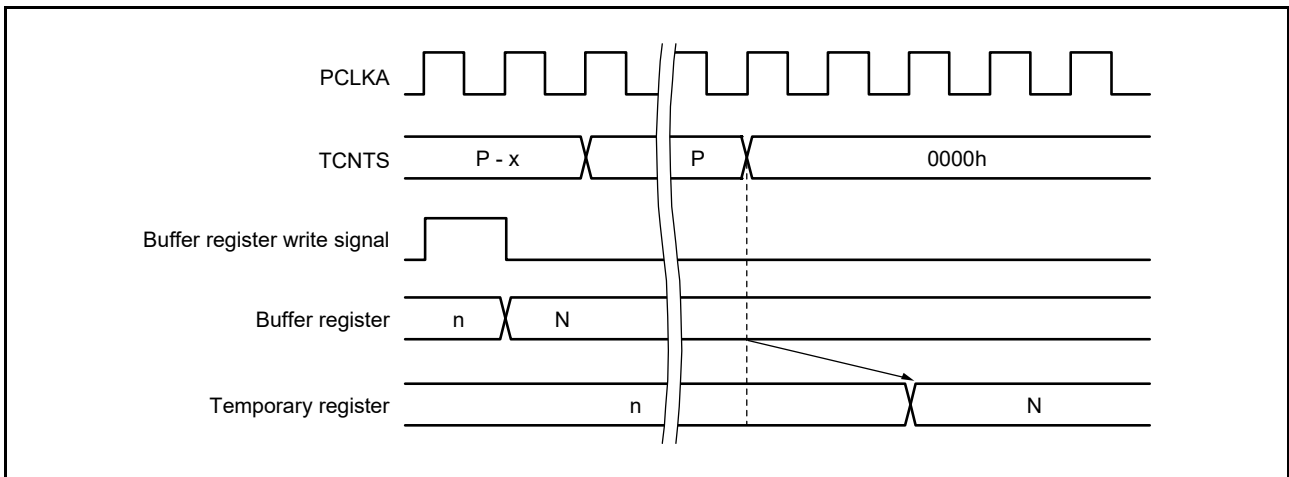 PCLKA
TCNTS P - x P 0000h
Buffer register write signal
Buffer register n N
Temporary register n N